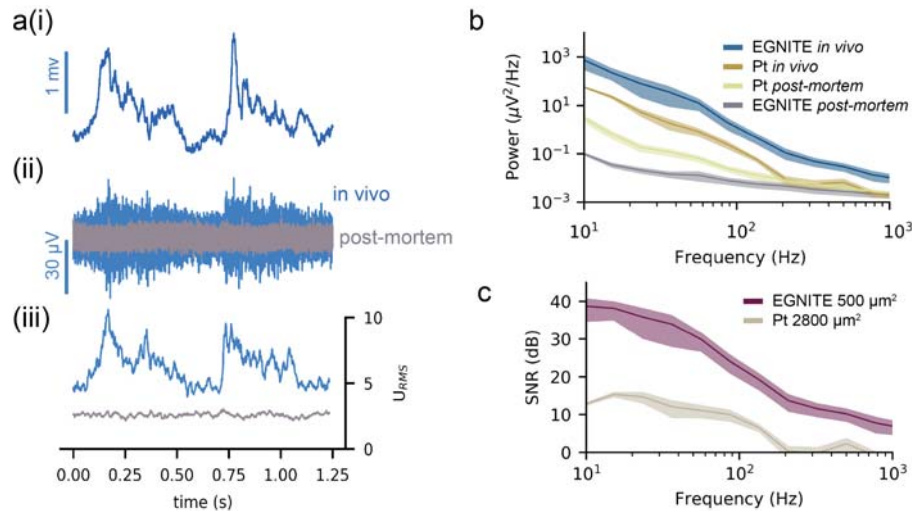 a(i)
1 mv
(ii)
in vivo
post-mortem
30 µV
(iii)
10
5
0
U_RMS
0.00 0.25 0.50 0.75 1.00 1.25
time (s)
b
EGNITE in vivo
Pt in vivo
Pt post-mortem
EGNITE post-mortem
10³
10¹
10⁻¹
10⁻³
Power (µV²/Hz)
10¹ 10² 10³
Frequency (Hz)
c
EGNITE 500 µm²
Pt 2800 µm²
40
30
20
10
0
SNR (dB)
10¹ 10² 10³
Frequency (Hz)